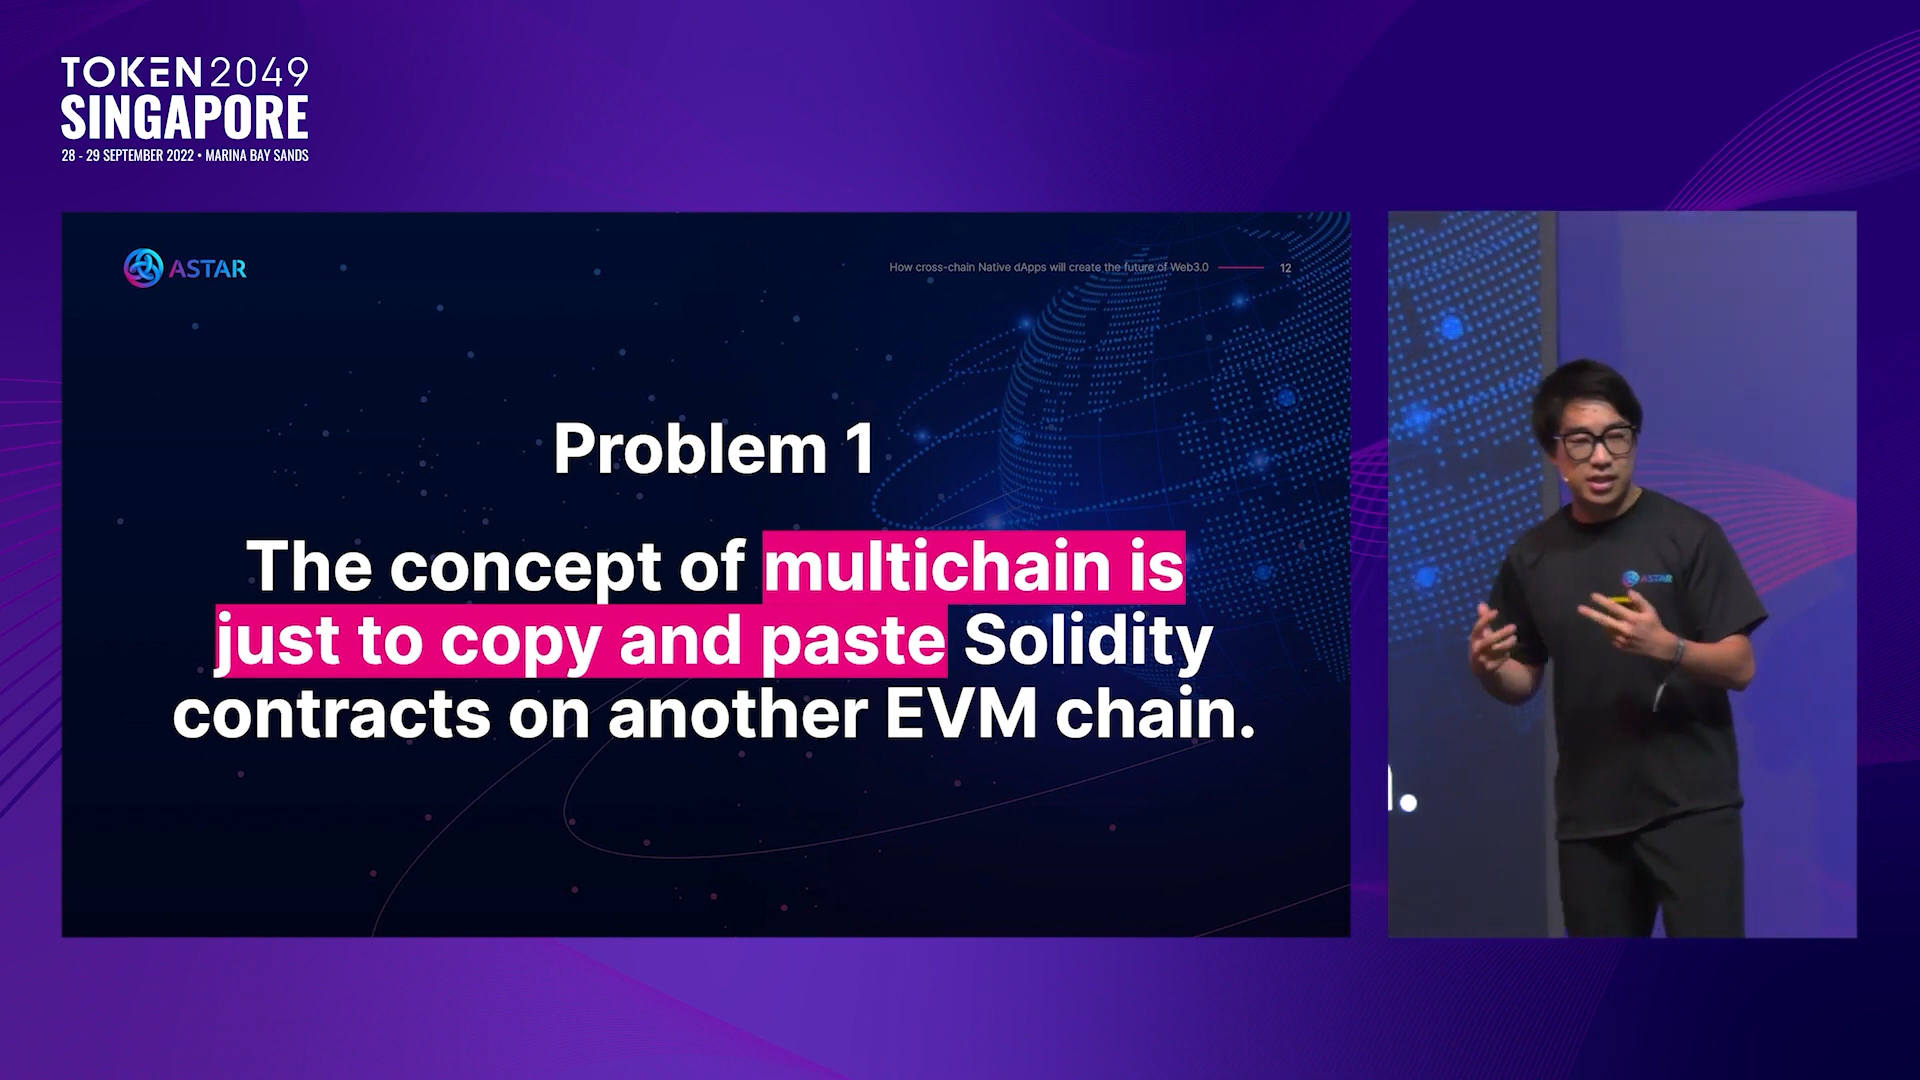 TOKEN2049
SINGAPORE
28 - 29 SEPTEMBER 2022 • MARINA BAY SANDS
ASTAR
How cross-chain Native dApps will create the future of Web3.0
12
Problem 1
The concept of multichain is
just to copy and paste Solidity
contracts on another EVM chain.
ASTAR